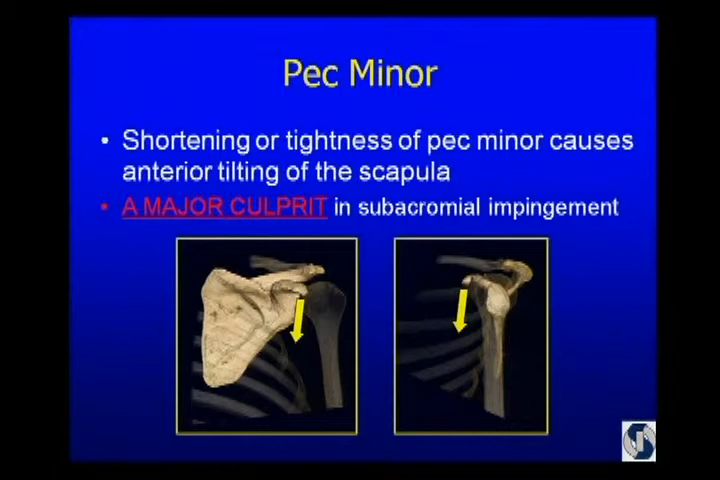 Pec Minor
• Shortening or tightness of pec minor causes
anterior tilting of the scapula
• A MAJOR CULPRIT in subacromial impingement